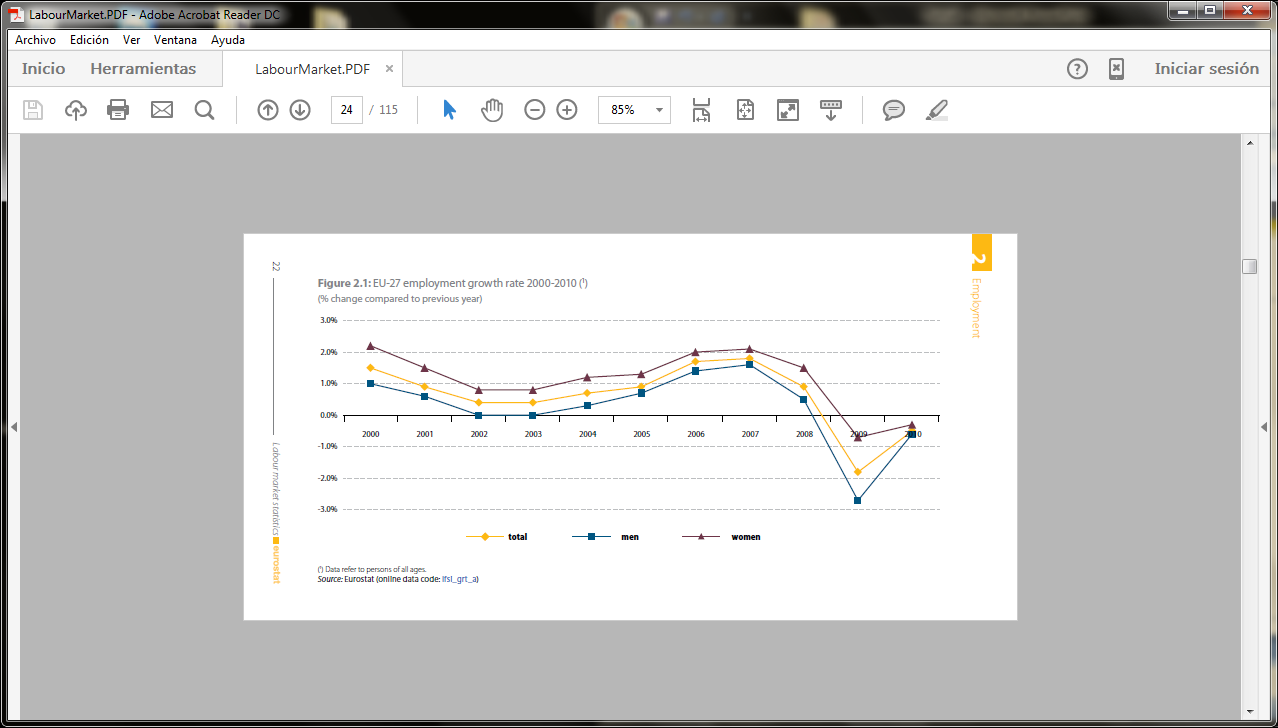 LabourMarket.PDF - Adobe Acrobat Reader DC
Archivo Edición Ver Ventana Ayuda
Inicio Herramientas LabourMarket.PDF × ? Iniciar sesión
24 / 115 85%
22
Labour market statistics
eurostat
2
Employment
Figure 2.1: EU-27 employment growth rate 2000-2010 (¹)
(% change compared to previous year)
3.0%
2.0%
1.0%
0.0%
-1.0%
-2.0%
-3.0%
2000 2001 2002 2003 2004 2005 2006 2007 2008 2009 2010
total men women
(¹) Data refer to persons of all ages.
Source: Eurostat (online data code: lfsi_grt_a)